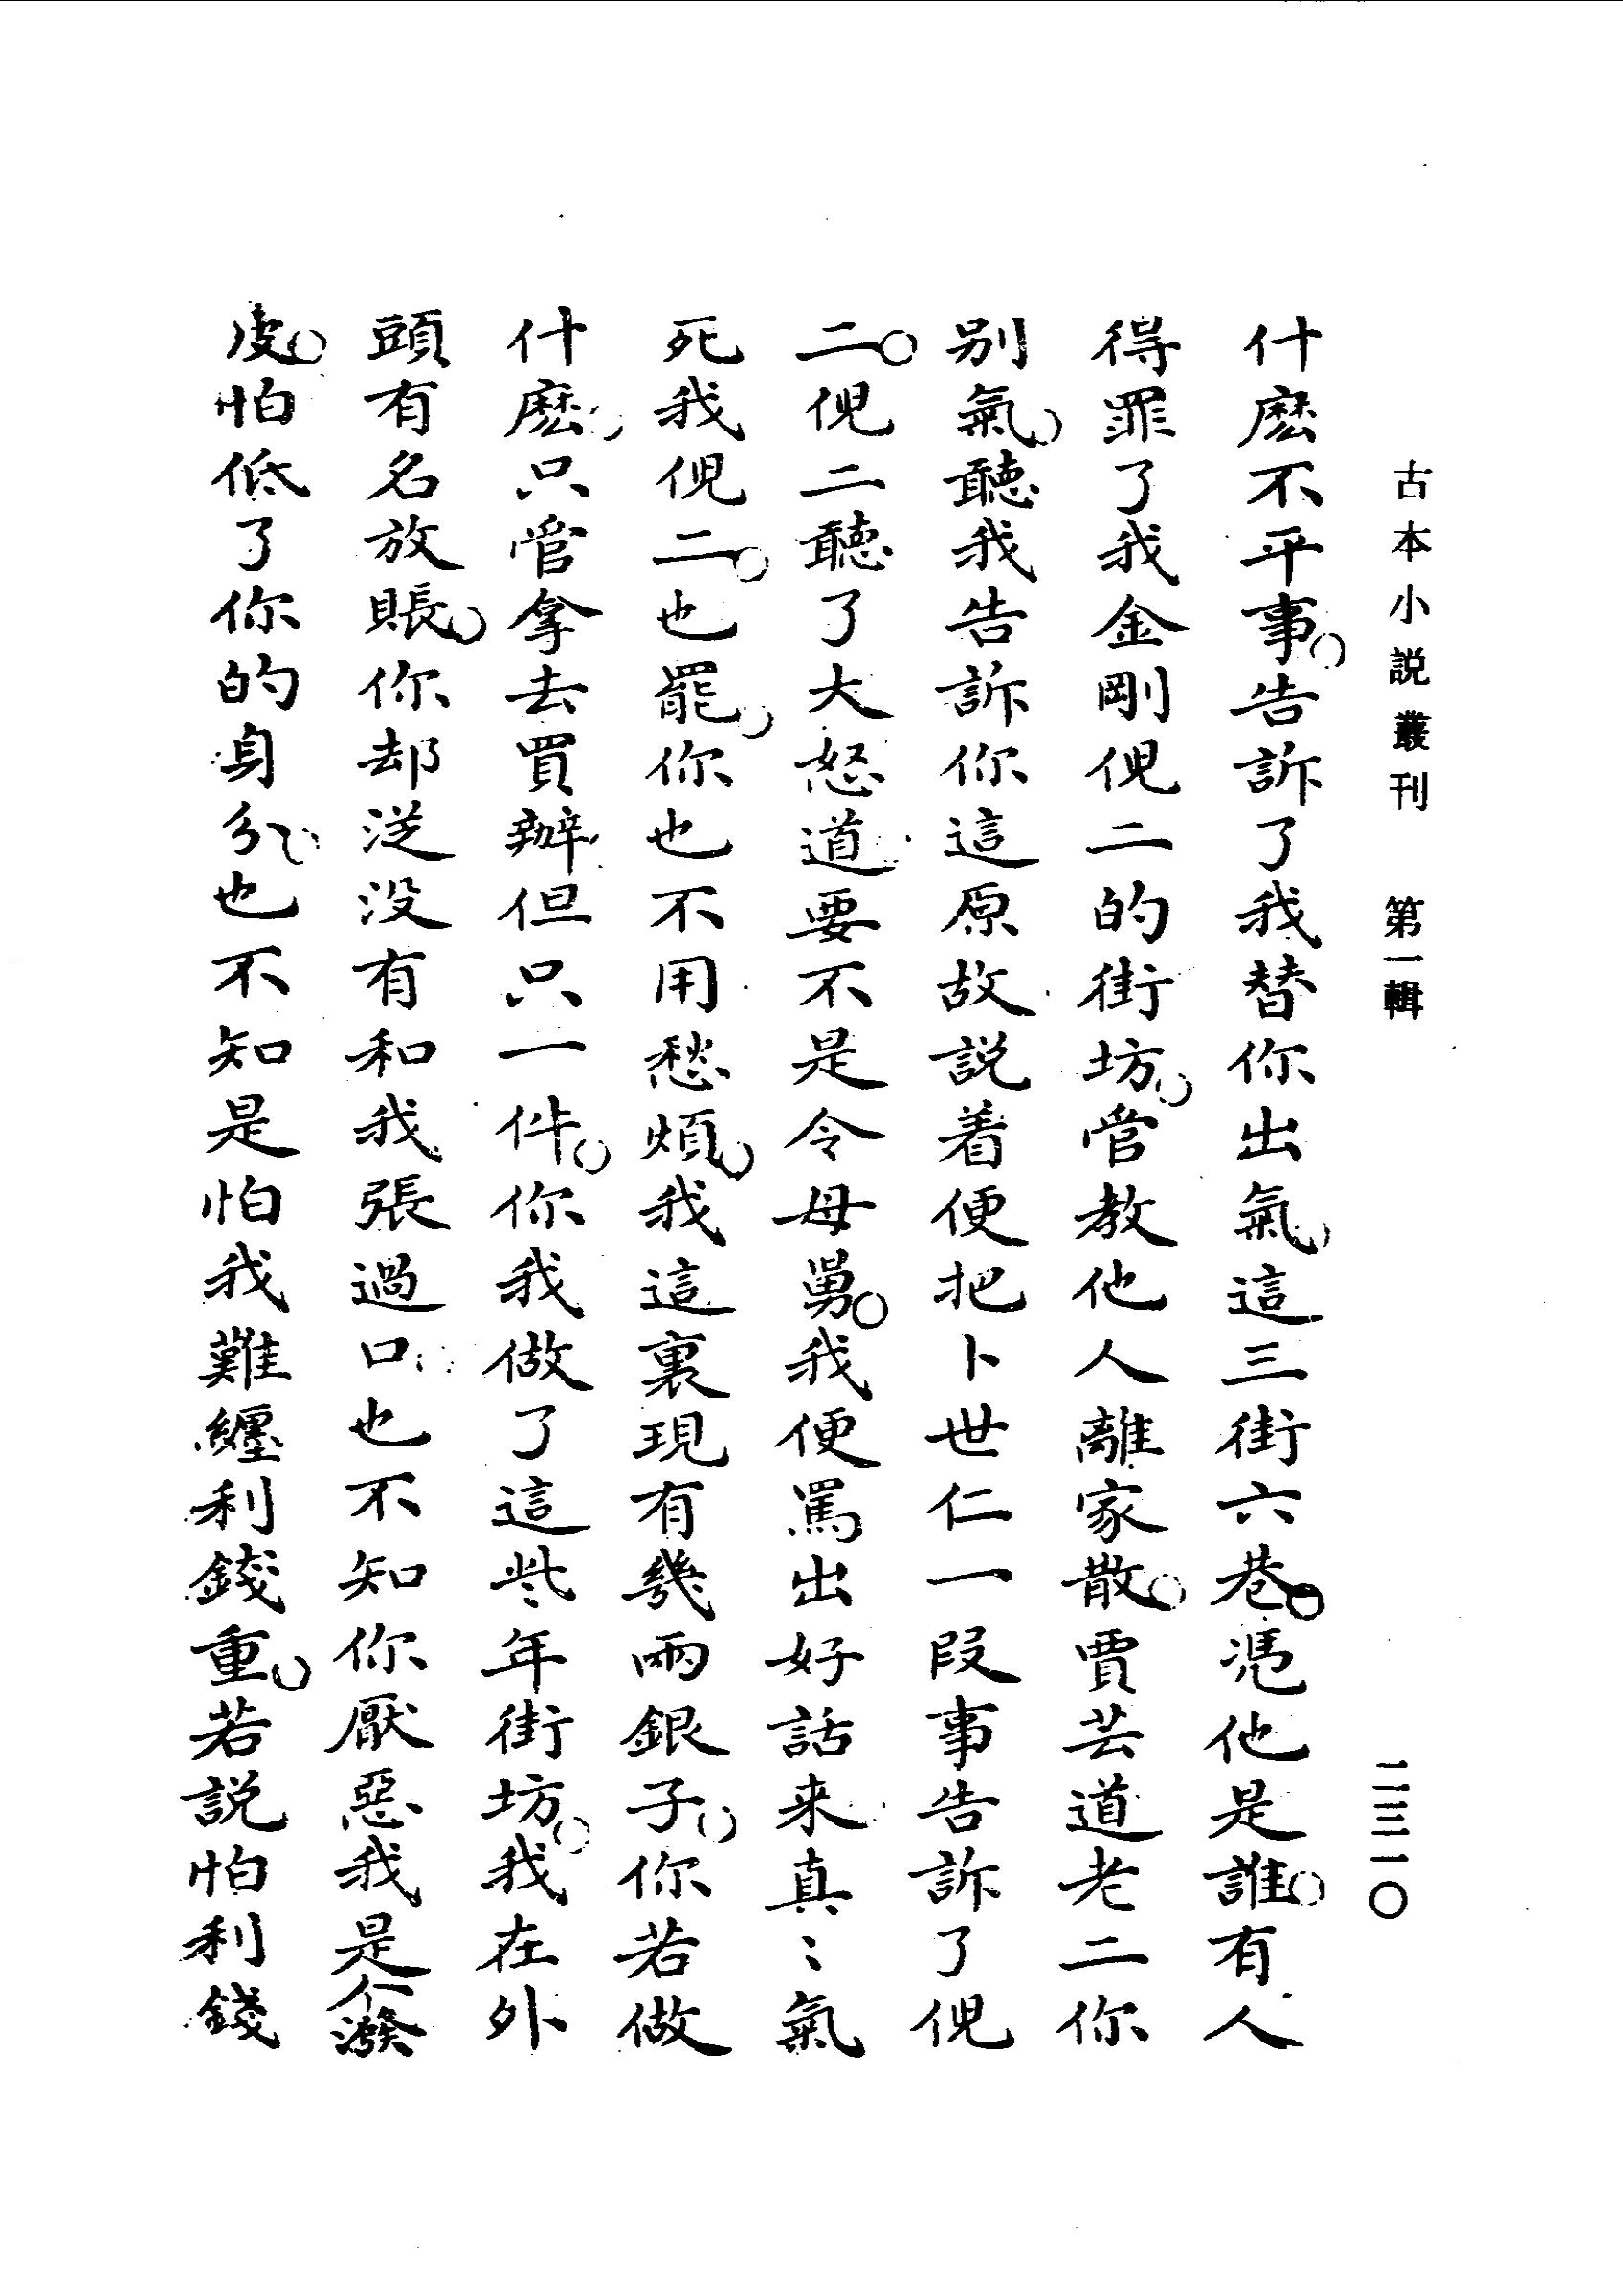 古本小説叢刊　第一輯
二三一〇
什麽不平事○告訴了我替你出氣○這三街六巷○憑他是誰○有人
得罪了我金剛倪二的街坊○管教他人離家散○賈芸道老二你
别氣○聽我告訴你這原故説着便把卜世仁一段事告訴了倪
二○倪二聽了大怒道要不是令母舅○我便罵出好話来真〻氣
死我倪二○也罷○你也不用愁煩○我這裏現有幾兩銀子○你若做
什麽○只管拿去買辦但只一件○你我做了這些年街坊○我在外
頭有名放賬○你却從没有和我張過口也不知你厭惡我是个潑
皮○怕低了你的身分○也不知是怕我難纏利錢重○若説怕利錢